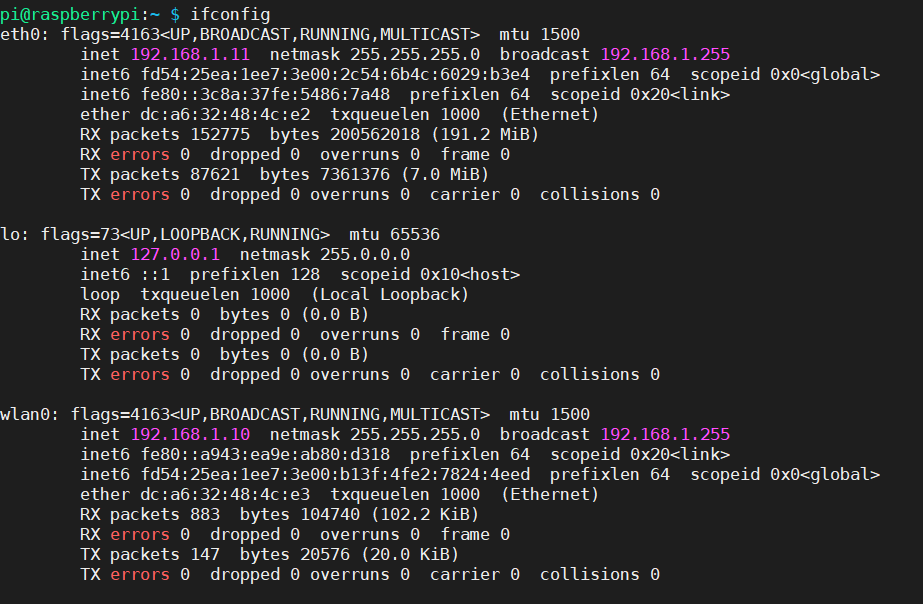 pi@raspberrypi:~ $ ifconfig
eth0: flags=4163<UP,BROADCAST,RUNNING,MULTICAST>  mtu 1500
        inet 192.168.1.11  netmask 255.255.255.0  broadcast 192.168.1.255
        inet6 fd54:25ea:1ee7:3e00:2c54:6b4c:6029:b3e4  prefixlen 64  scopeid 0x0<global>
        inet6 fe80::3c8a:37fe:5486:7a48  prefixlen 64  scopeid 0x20<link>
        ether dc:a6:32:48:4c:e2  txqueuelen 1000  (Ethernet)
        RX packets 152775  bytes 200562018 (191.2 MiB)
        RX errors 0  dropped 0  overruns 0  frame 0
        TX packets 87621  bytes 7361376 (7.0 MiB)
        TX errors 0  dropped 0 overruns 0  carrier 0  collisions 0

lo: flags=73<UP,LOOPBACK,RUNNING>  mtu 65536
        inet 127.0.0.1  netmask 255.0.0.0
        inet6 ::1  prefixlen 128  scopeid 0x10<host>
        loop  txqueuelen 1000  (Local Loopback)
        RX packets 0  bytes 0 (0.0 B)
        RX errors 0  dropped 0  overruns 0  frame 0
        TX packets 0  bytes 0 (0.0 B)
        TX errors 0  dropped 0 overruns 0  carrier 0  collisions 0

wlan0: flags=4163<UP,BROADCAST,RUNNING,MULTICAST>  mtu 1500
        inet 192.168.1.10  netmask 255.255.255.0  broadcast 192.168.1.255
        inet6 fe80::a943:ea9e:ab80:d318  prefixlen 64  scopeid 0x20<link>
        inet6 fd54:25ea:1ee7:3e00:b13f:4fe2:7824:4eed  prefixlen 64  scopeid 0x0<global>
        ether dc:a6:32:48:4c:e3  txqueuelen 1000  (Ethernet)
        RX packets 883  bytes 104740 (102.2 KiB)
        RX errors 0  dropped 0  overruns 0  frame 0
        TX packets 147  bytes 20576 (20.0 KiB)
        TX errors 0  dropped 0 overruns 0  carrier 0  collisions 0